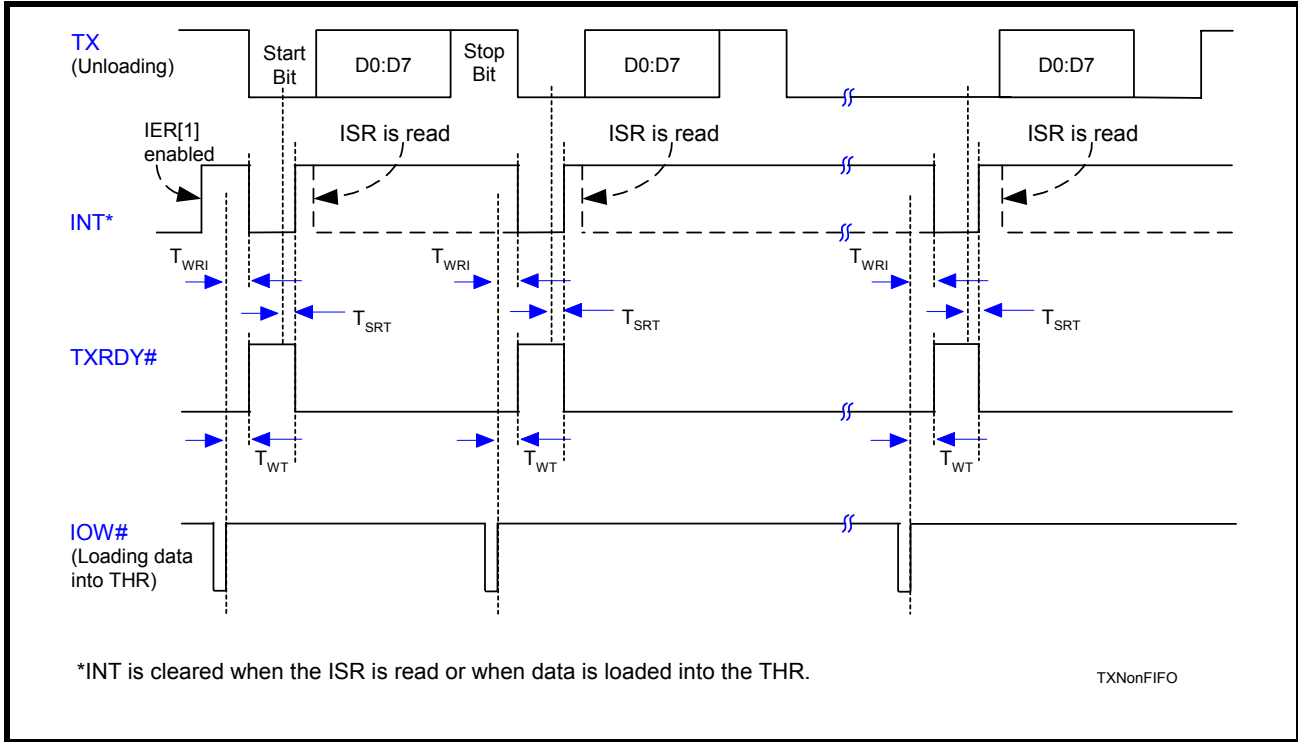 TX
(Unloading)
Start
Bit
D0:D7
Stop
Bit
D0:D7
D0:D7
IER[1]
enabled
ISR is read
ISR is read
ISR is read
INT*
TWRI
TWRI
TWRI
TSRT
TSRT
TSRT
TXRDY#
TWT
TWT
TWT
IOW#
(Loading data
into THR)
*INT is cleared when the ISR is read or when data is loaded into the THR.
TXNonFIFO